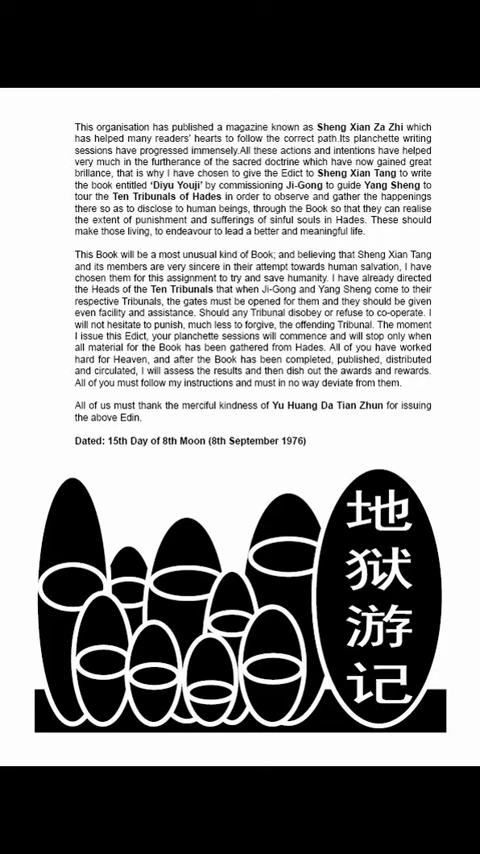 This organisation has published a magazine known as Sheng Xian Za Zhi which
has helped many readers' hearts to follow the correct path.Its planchette writing
sessions have progressed immensely.All these actions and intentions have helped
very much in the furtherance of the sacred doctrine which have now gained great
brillance, that is why I have chosen to give the Edict to Sheng Xian Tang to write
the book entitled 'Diyu Youji' by commissioning Ji-Gong to guide Yang Sheng to
tour the Ten Tribunals of Hades in order to observe and gather the happenings
there so as to disclose to human beings, through the Book so that they can realise
the extent of punishment and sufferings of sinful souls in Hades. These should
make those living, to endeavour to lead a better and meaningful life.
This Book will be a most unusual kind of Book; and believing that Sheng Xian Tang
and its members are very sincere in their attempt towards human salvation, I have
chosen them for this assignment to try and save humanity. I have already directed
the Heads of the Ten Tribunals that when Ji-Gong and Yang Sheng come to their
respective Tribunals, the gates must be opened for them and they should be given
even facility and assistance. Should any Tribunal disobey or refuse to co-operate. I
will not hesitate to punish, much less to forgive, the offending Tribunal. The moment
I issue this Edict, your planchette sessions will commence and will stop only when
all material for the Book has been gathered from Hades. All of you have worked
hard for Heaven, and after the Book has been completed, published, distributed
and circulated, I will assess the results and then dish out the awards and rewards.
All of you must follow my instructions and must in no way deviate from them.
All of us must thank the merciful kindness of Yu Huang Da Tian Zhun for issuing
the above Edin.
Dated: 15th Day of 8th Moon (8th September 1976)
地
狱
游
记